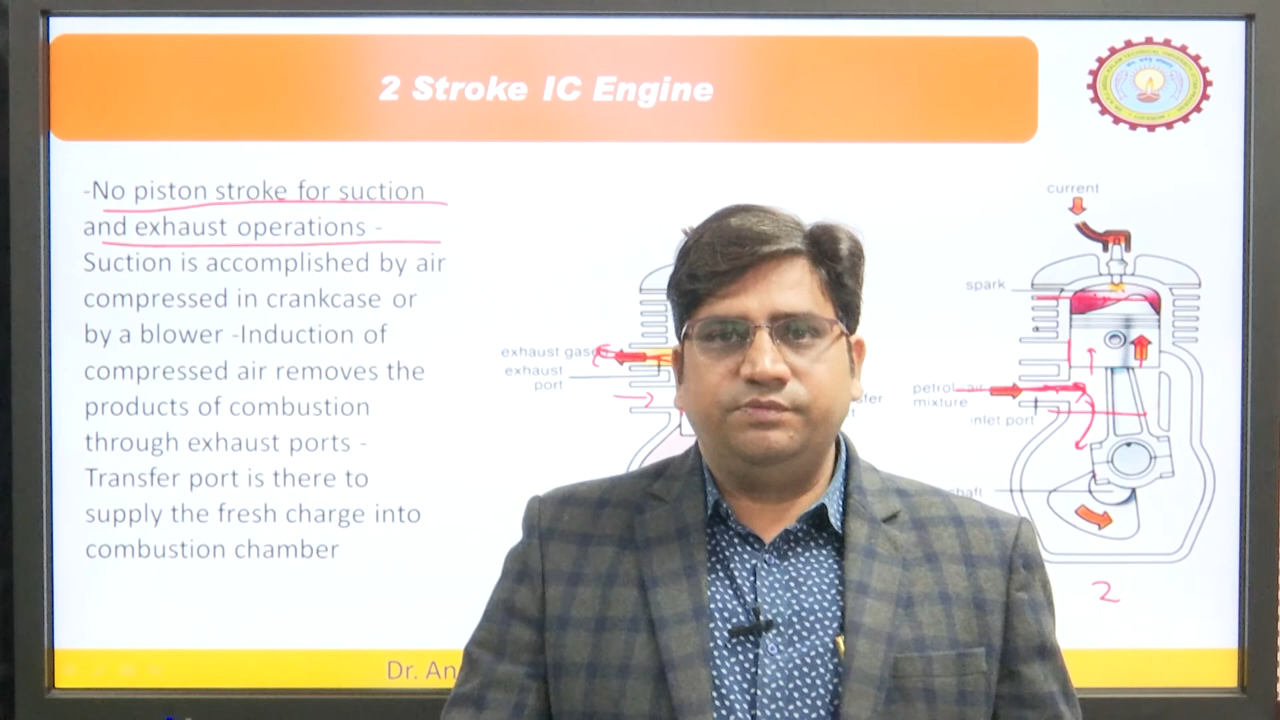 2 Stroke IC Engine
-No piston stroke for suction
and exhaust operations -
Suction is accomplished by air
compressed in crankcase or
by a blower -Induction of
compressed air removes the
products of combustion
through exhaust ports -
Transfer port is there to
supply the fresh charge into
combustion chamber
exhaust
exhaust
port
current
spark
petrol-air
mixture
inlet port
2
Dr.